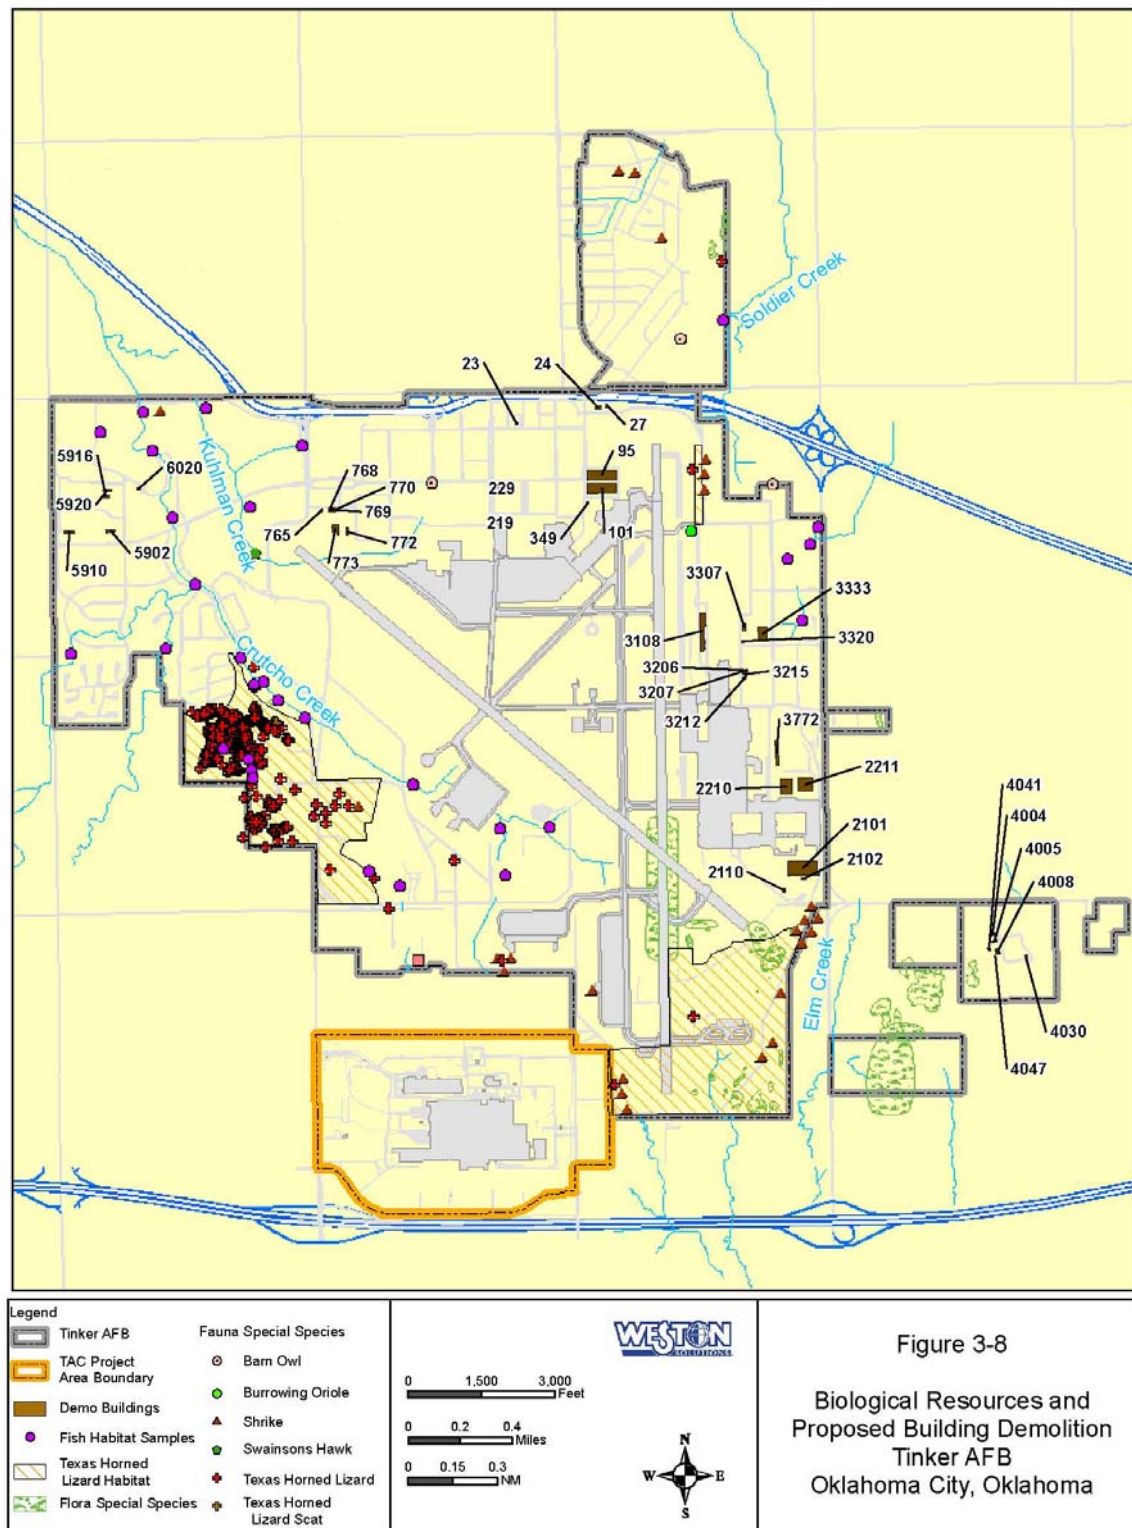 Soldier Creek
23
24
27
5916
6020
Kuhlman Creek
768
95
5920
770
229
765
769
219
5910
5902
772
349
101
773
3307
3333
3108
3320
3206
3215
3207
Crutcho Creek
3212
3772
2210
2211
4041
2101
4004
2102
4005
2110
4008
Elm Creek
4030
4047
Legend
Tinker AFB
TAC Project
Area Boundary
Demo Buildings
Fish Habitat Samples
Texas Horned
Lizard Habitat
Flora Special Species
Fauna Special Species
Barn Owl
Burrowing Oriole
Shrike
Swainsons Hawk
Texas Horned Lizard
Texas Horned
Lizard Scat
0 1,500 3,000
Feet
0 0.2 0.4
Miles
0 0.15 0.3
NM
WESTON
SOLUTIONS
N
W E
S
Figure 3-8
Biological Resources and
Proposed Building Demolition
Tinker AFB
Oklahoma City, Oklahoma